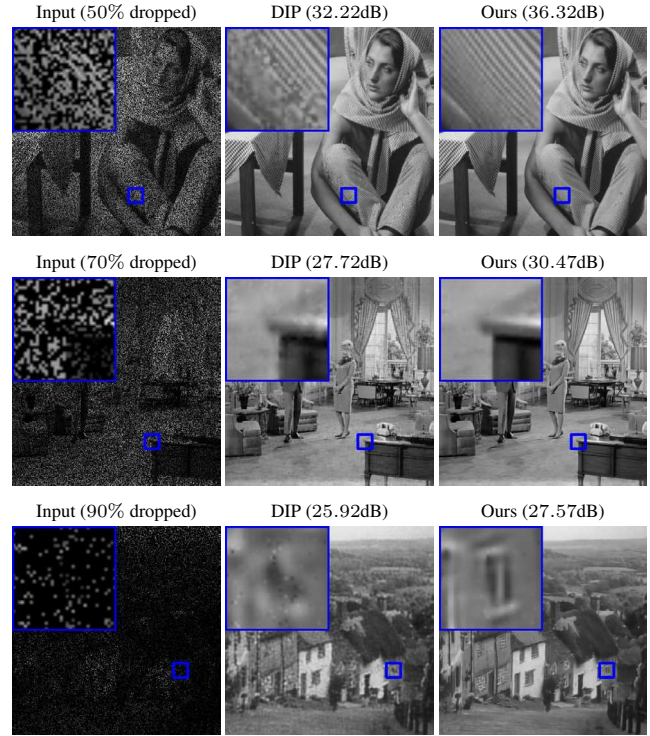 Input (50% dropped) DIP (32.22dB) Ours (36.32dB)
Input (70% dropped) DIP (27.72dB) Ours (30.47dB)
Input (90% dropped) DIP (25.92dB) Ours (27.57dB)